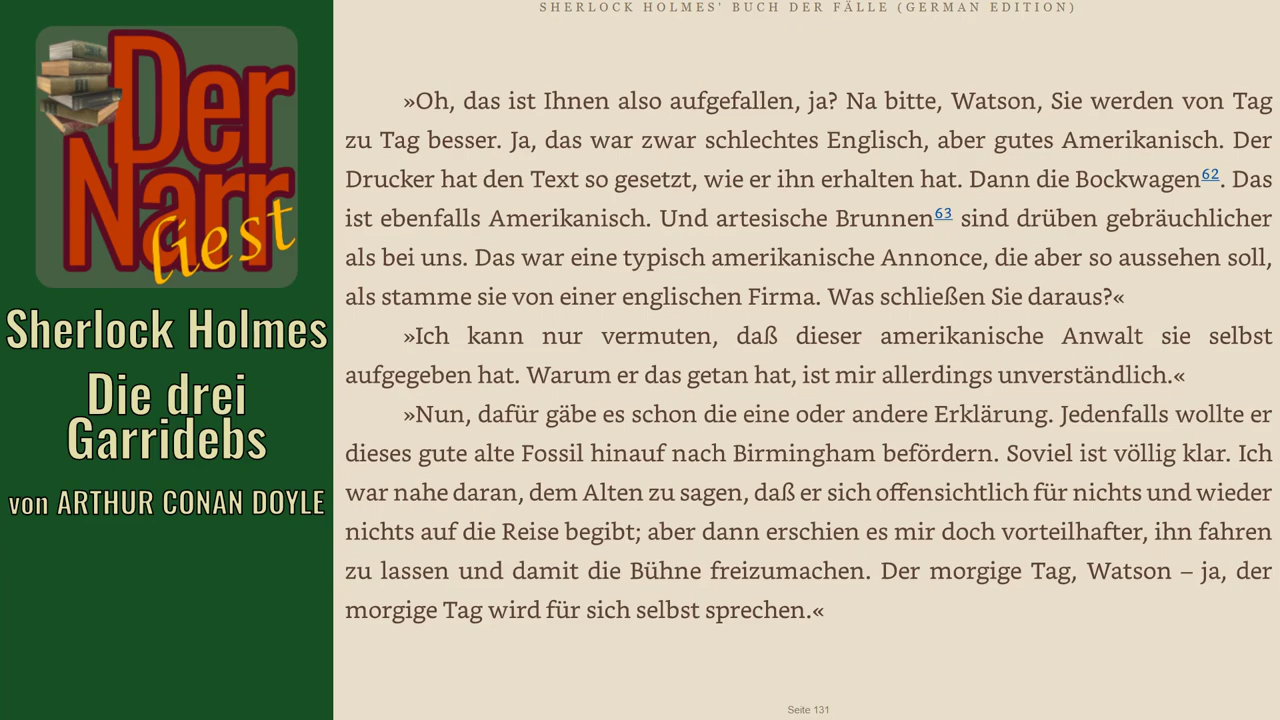 Der
Narr
liest
Sherlock Holmes
Die drei
Garridebs
von ARTHUR CONAN DOYLE
SHERLOCK HOLMES' BUCH DER FÄLLE (GERMAN EDITION)
»Oh, das ist Ihnen also aufgefallen, ja? Na bitte, Watson, Sie werden von Tag
zu Tag besser. Ja, das war zwar schlechtes Englisch, aber gutes Amerikanisch. Der
Drucker hat den Text so gesetzt, wie er ihn erhalten hat. Dann die Bockwagen62. Das
ist ebenfalls Amerikanisch. Und artesische Brunnen63 sind drüben gebräuchlicher
als bei uns. Das war eine typisch amerikanische Annonce, die aber so aussehen soll,
als stamme sie von einer englischen Firma. Was schließen Sie daraus?«
»Ich kann nur vermuten, daß dieser amerikanische Anwalt sie selbst
aufgegeben hat. Warum er das getan hat, ist mir allerdings unverständlich.«
»Nun, dafür gäbe es schon die eine oder andere Erklärung. Jedenfalls wollte er
dieses gute alte Fossil hinauf nach Birmingham befördern. Soviel ist völlig klar. Ich
war nahe daran, dem Alten zu sagen, daß er sich offensichtlich für nichts und wieder
nichts auf die Reise begibt; aber dann erschien es mir doch vorteilhafter, ihn fahren
zu lassen und damit die Bühne freizumachen. Der morgige Tag, Watson – ja, der
morgige Tag wird für sich selbst sprechen.«
Seite 131